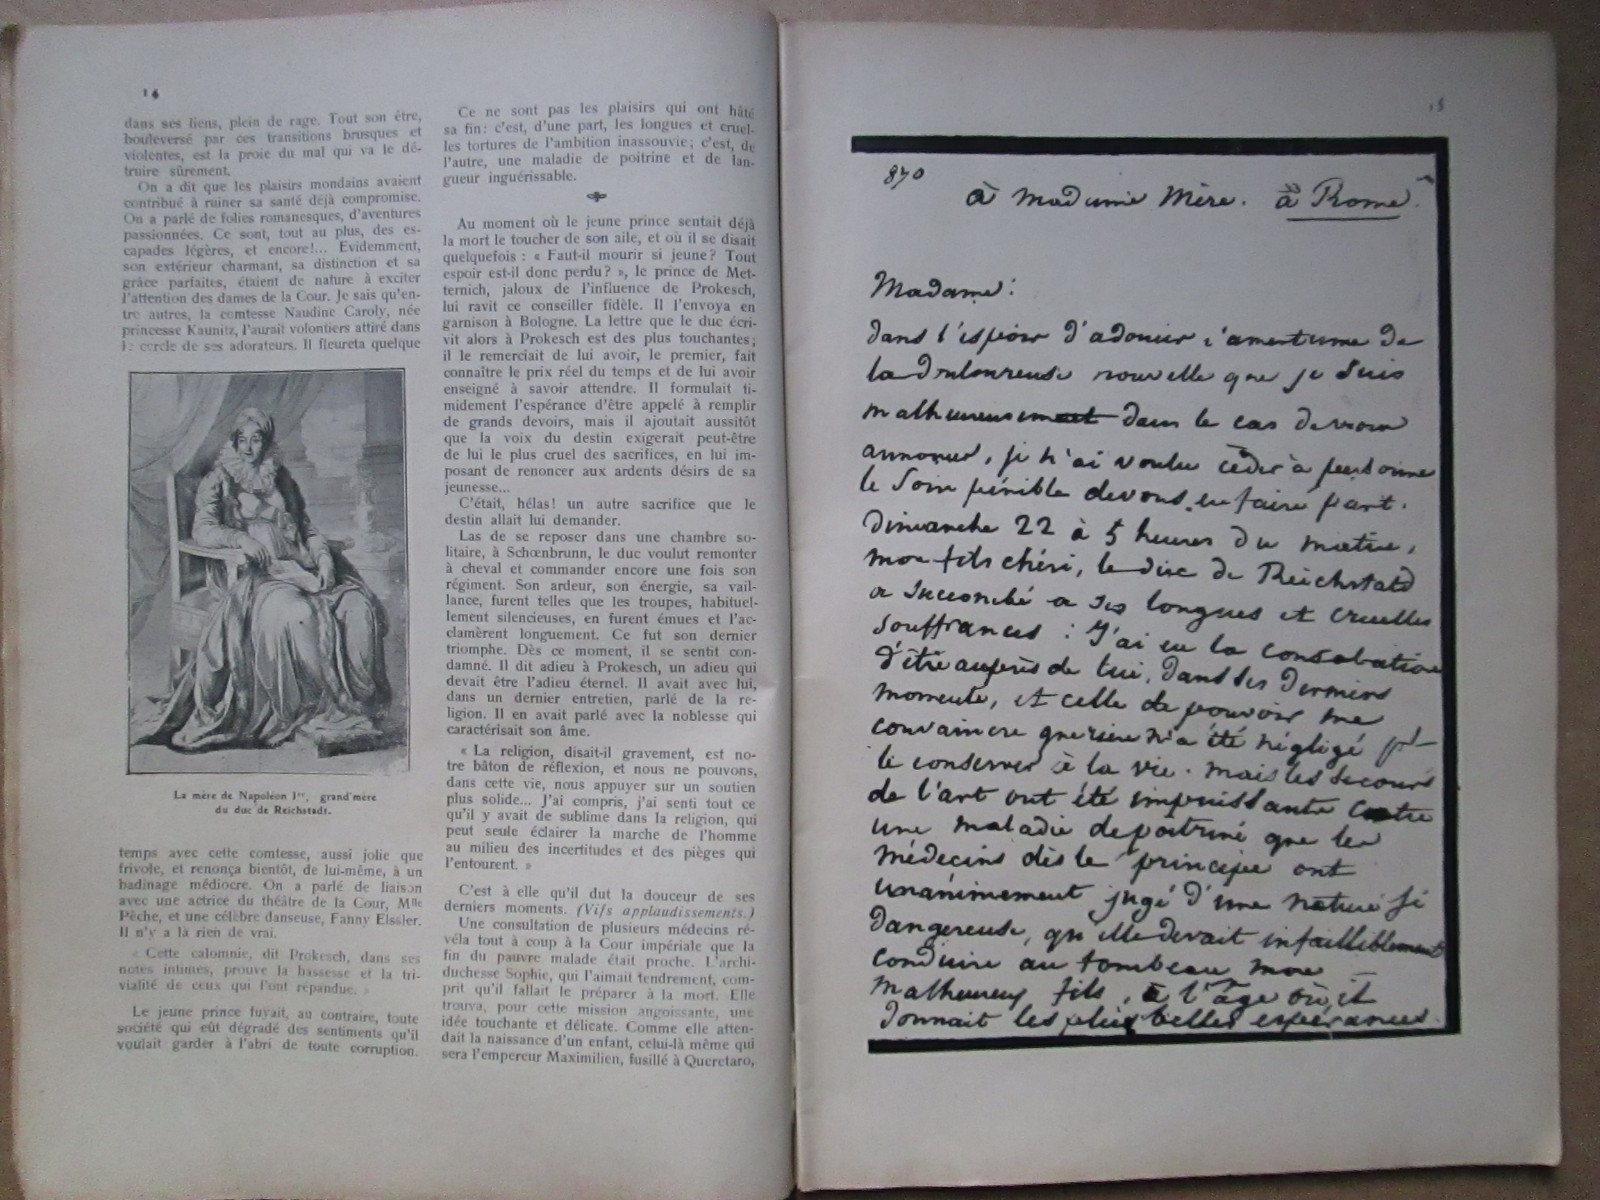 14
dans ses liens, plein de rage. Tout son être,
bouleversé par ces transitions brusques et
violentes, est la proie du mal qui va le dé-
truire sûrement.
On a dit que les plaisirs mondains avaient
contribué à ruiner sa santé déjà compromise.
On a parlé de folies romanesques, d'aventures
passionnées. Ce sont, tout au plus, des es-
capades légères, et encore!... Evidemment,
son extérieur charmant, sa distinction et sa
grâce parfaites, étaient de nature à exciter
l'attention des dames de la Cour. Je sais qu'en-
tre autres, la comtesse Naudine Caroly, née
princesse Kaunitz, l'aurait volontiers attiré dans
le cercle de ses adorateurs. Il fleureta quelque
La mère de Napoléon Ier, grand'mère
du duc de Reichstadt.
temps avec cette comtesse, aussi jolie que
frivole, et renonça bientôt, de lui-même, à un
badinage médiocre. On a parlé de liaison
avec une actrice du théâtre de la Cour, Mlle
Pêche, et une célèbre danseuse, Fanny Elssler.
Il n'y a là rien de vrai.
« Cette calomnie, dit Prokesch, dans ses
notes intimes, prouve la bassesse et la tri-
vialité de ceux qui l'ont répandue. »
Le jeune prince fuyait, au contraire, toute
société qui eût dégradé des sentiments qu'il
voulait garder à l'abri de toute corruption.
Ce ne sont pas les plaisirs qui ont hâté
sa fin: c'est, d'une part, les longues et cruel-
les tortures de l'ambition inassouvie; c'est, de
l'autre, une maladie de poitrine et de lan-
gueur inguérissable.
Au moment où le jeune prince sentait déjà
la mort le toucher de son aile, et où il se disait
quelquefois : « Faut-il mourir si jeune? Tout
espoir est-il donc perdu? », le prince de Met-
ternich, jaloux de l'influence de Prokesch,
lui ravit ce conseiller fidèle. Il l'envoya en
garnison à Bologne. La lettre que le duc écri-
vit alors à Prokesch est des plus touchantes;
il le remerciait de lui avoir, le premier, fait
connaître le prix réel du temps et de lui avoir
enseigné à savoir attendre. Il formulait ti-
midement l'espérance d'être appelé à remplir
de grands devoirs, mais il ajoutait aussitôt
que la voix du destin exigerait peut-être
de lui le plus cruel des sacrifices, en lui im-
posant de renoncer aux ardents désirs de sa
jeunesse...
C'était, hélas! un autre sacrifice que le
destin allait lui demander.
Las de se reposer dans une chambre so-
litaire, à Schœnbrunn, le duc voulut remonter
à cheval et commander encore une fois son
régiment. Son ardeur, son énergie, sa vail-
lance, furent telles que les troupes, habituel-
lement silencieuses, en furent émues et l'ac-
clamèrent longuement. Ce fut son dernier
triomphe. Dès ce moment, il se sentit con-
damné. Il dit adieu à Prokesch, un adieu qui
devait être l'adieu éternel. Il avait avec lui,
dans un dernier entretien, parlé de la re-
ligion. Il en avait parlé avec la noblesse qui
caractérisait son âme.
« La religion, disait-il gravement, est no-
tre bâton de réflexion, et nous ne pouvons,
dans cette vie, nous appuyer sur un soutien
plus solide... J'ai compris, j'ai senti tout ce
qu'il y avait de sublime dans la religion, qui
peut seule éclairer la marche de l'homme
au milieu des incertitudes et des pièges qui
l'entourent. »
C'est à elle qu'il dut la douceur de ses
derniers moments. (Vifs applaudissements.)
Une consultation de plusieurs médecins ré-
véla tout à coup à la Cour impériale que la
fin du pauvre malade était proche. L'archi-
duchesse Sophie, qui l'aimait tendrement, com-
prit qu'il fallait le préparer à la mort. Elle
trouva, pour cette mission angoissante, une
idée touchante et délicate. Comme elle atten-
dait la naissance d'un enfant, celui-là même qui
sera l'empereur Maximilien, fusillé à Queretaro,
15
870
à Madame Mère. à Rome.
Madame:
dans l'espoir d'adoucir l'amertume de
la douloureuse nouvelle que je suis
malheureusement dans le cas de vous
annoncer, je n'ai voulu céder à personne
le soin pénible de vous en faire part.
Dimanche 22 à 5 heures du matin,
mon fils chéri, le duc de Reichstadt
a succombé a ses longues et cruelles
souffrances : J'ai eu la consolation
d'être auprès de lui, dans ses derniers
moments, et celle de pouvoir me
convaincre que rien n'a été négligé pr
le conserver à la vie. Mais les secours
de l'art ont été impuissants contre
une maladie de poitrine que les
médecins dès le principe ont
unanimement jugé d'une nature si
dangereuse, qu'elle devait infailliblement
conduire au tombeau mon
malheureux fils, à l'âge où il
donnait les plus belles espérances.